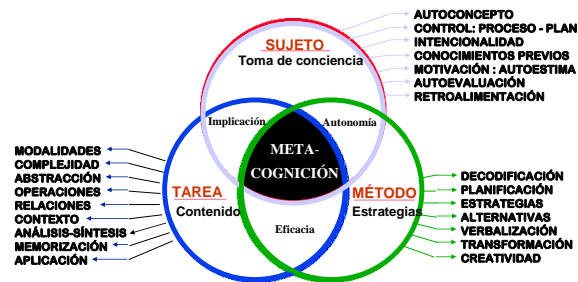 AUTOCONCEPTO
CONTROL: PROCESO - PLAN
INTENCIONALIDAD
CONOCIMIENTOS PREVIOS
MOTIVACIÓN : AUTOESTIMA
AUTOEVALUACIÓN
RETROALIMENTACIÓN
SUJETO
Toma de conciencia
Implicación
Autonomía
META-
COGNICIÓN
MODALIDADES
COMPLEJIDAD
ABSTRACCIÓN
OPERACIONES
RELACIONES
CONTEXTO
ANÁLISIS-SÍNTESIS
MEMORIZACIÓN
APLICACIÓN
TAREA
Contenido
MÉTODO
Estrategias
Eficacia
DECODIFICACIÓN
PLANIFICACIÓN
ESTRATEGIAS
ALTERNATIVAS
VERBALIZACIÓN
TRANSFORMACIÓN
CREATIVIDAD